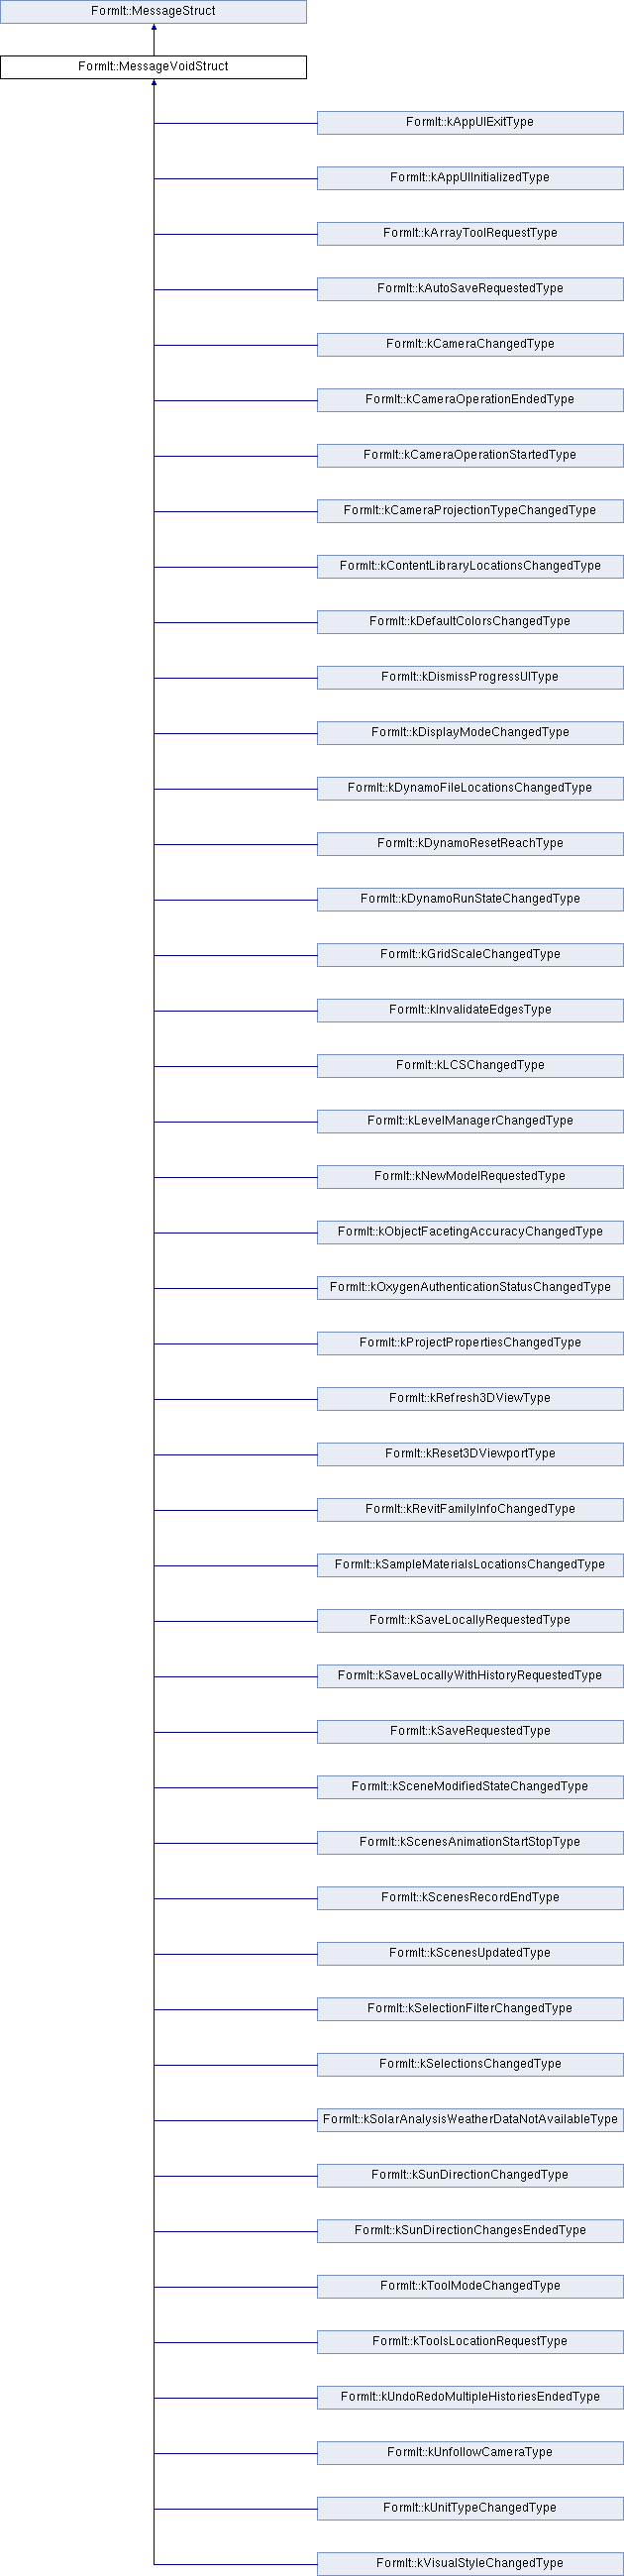 FormIt::MessageStruct
FormIt::MessageVoidStruct
FormIt::kAppUIExitType
FormIt::kAppUIInitializedType
FormIt::kArrayToolRequestType
FormIt::kAutoSaveRequestedType
FormIt::kCameraChangedType
FormIt::kCameraOperationEndedType
FormIt::kCameraOperationStartedType
FormIt::kCameraProjectionTypeChangedType
FormIt::kContentLibraryLocationsChangedType
FormIt::kDefaultColorsChangedType
FormIt::kDismissProgressUIType
FormIt::kDisplayModeChangedType
FormIt::kDynamoFileLocationsChangedType
FormIt::kDynamoResetReachType
FormIt::kDynamoRunStateChangedType
FormIt::kGridScaleChangedType
FormIt::kInvalidateEdgesType
FormIt::kLCSChangedType
FormIt::kLevelManagerChangedType
FormIt::kNewModelRequestedType
FormIt::kObjectFacetingAccuracyChangedType
FormIt::kOxygenAuthenticationStatusChangedType
FormIt::kProjectPropertiesChangedType
FormIt::kRefresh3DViewType
FormIt::kReset3DViewportType
FormIt::kRevitFamilyInfoChangedType
FormIt::kSampleMaterialsLocationsChangedType
FormIt::kSaveLocallyRequestedType
FormIt::kSaveLocallyWithHistoryRequestedType
FormIt::kSaveRequestedType
FormIt::kSceneModifiedStateChangedType
FormIt::kScenesAnimationStartStopType
FormIt::kScenesRecordEndType
FormIt::kScenesUpdatedType
FormIt::kSelectionFilterChangedType
FormIt::kSelectionsChangedType
FormIt::kSolarAnalysisWeatherDataNotAvailableType
FormIt::kSunDirectionChangedType
FormIt::kSunDirectionChangesEndedType
FormIt::kToolModeChangedType
FormIt::kToolsLocationRequestType
FormIt::kUndoRedoMultipleHistoriesEndedType
FormIt::kUnfollowCameraType
FormIt::kUnitTypeChangedType
FormIt::kVisualStyleChangedType